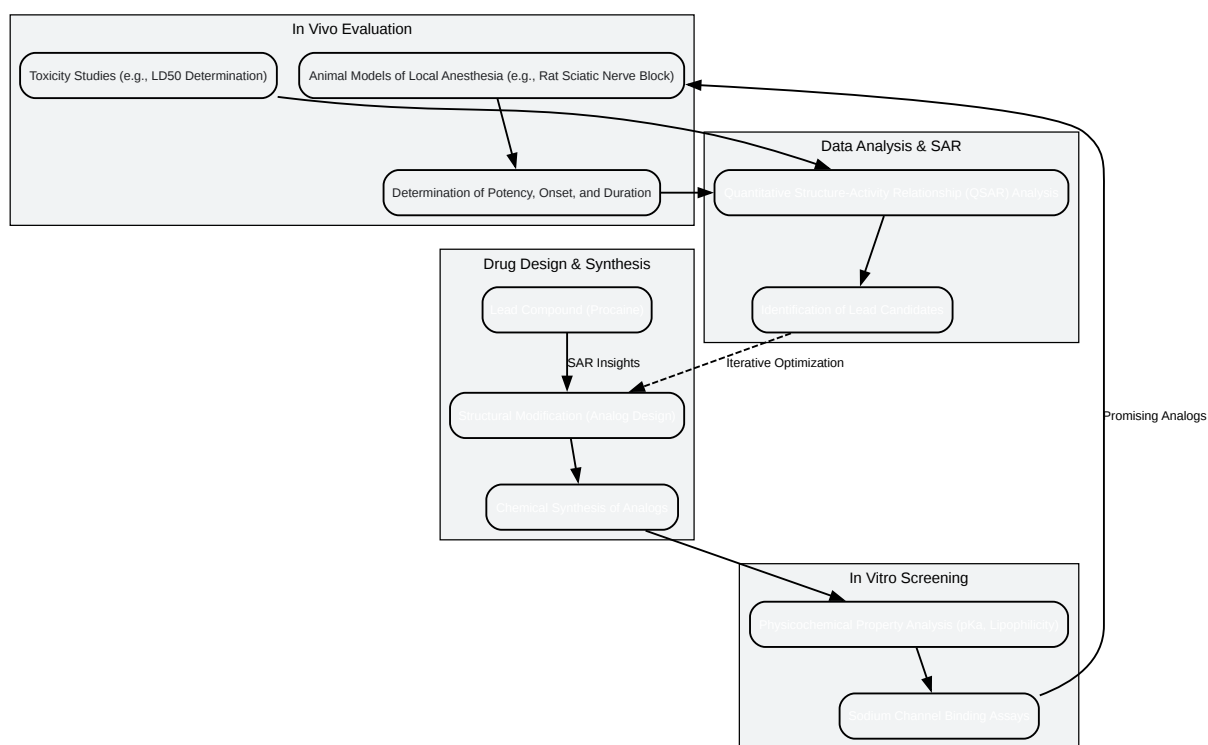 In Vivo Evaluation
Toxicity Studies (e.g., LD50 Determination)
Animal Models of Local Anesthesia (e.g., Rat Sciatic Nerve Block)
Determination of Potency, Onset, and Duration
Data Analysis & SAR
Quantitative Structure-Activity Relationship (QSAR) Analysis
Identification of Lead Candidates
Drug Design & Synthesis
Lead Compound (Procaine)
SAR Insights
Iterative Optimization
Structural Modification (Analog Design)
Chemical Synthesis of Analogs
Promising Analogs
In Vitro Screening
Physicochemical Property Analysis (pKa, Lipophilicity)
Sodium Channel Binding Assays